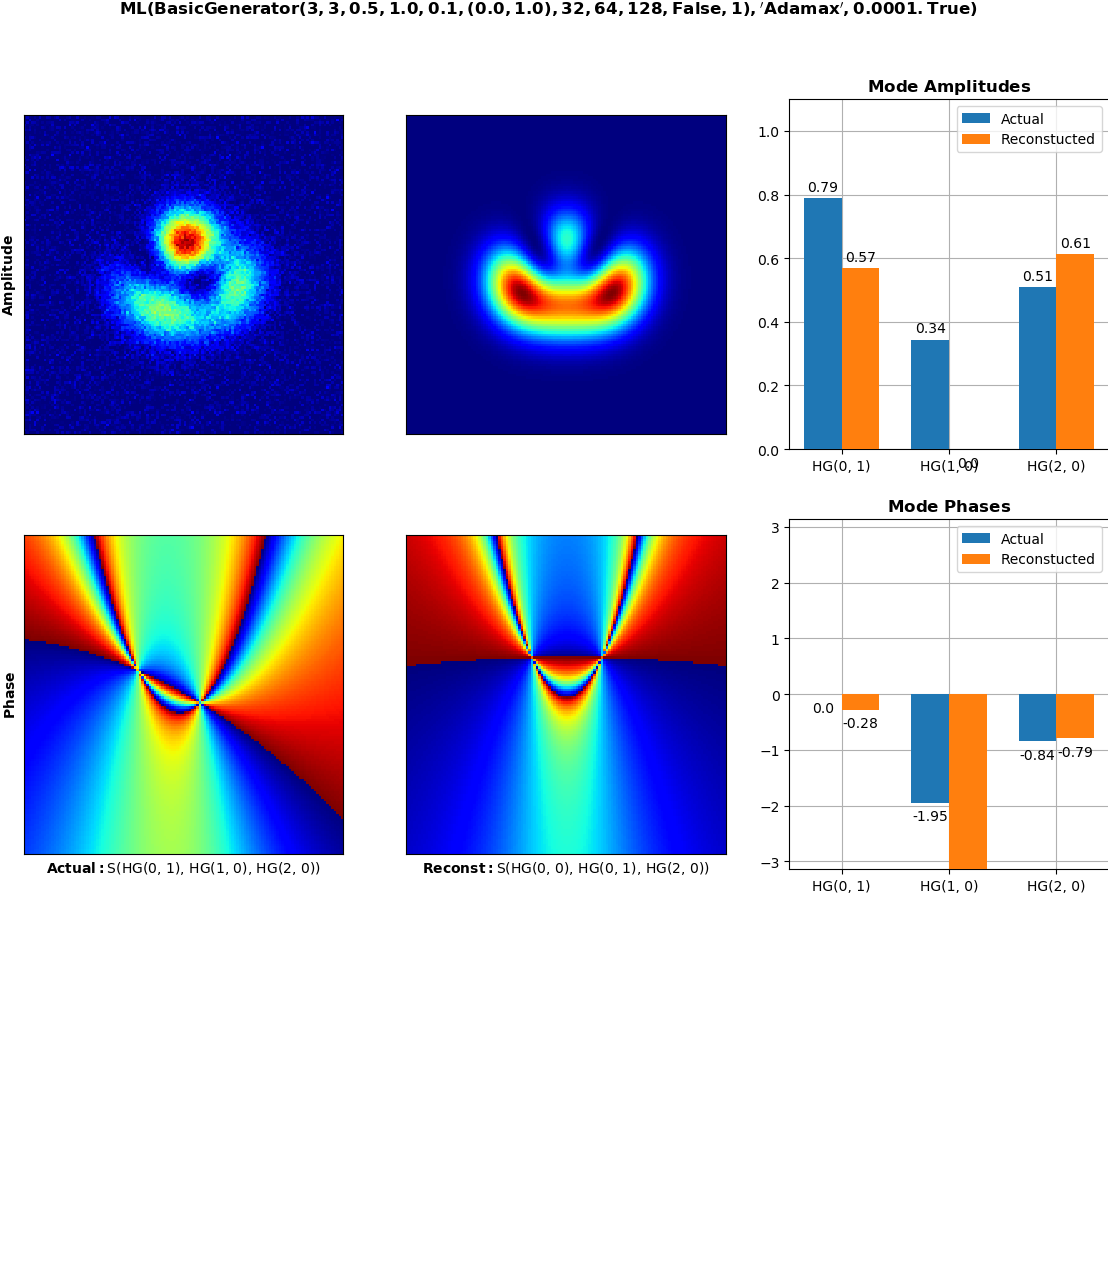 ML(BasicGenerator(3, 3, 0.5, 1.0, 0.1, (0.0, 1.0), 32, 64, 128, False, 1),′Adamax′, 0.0001. True)
Amplitude
Mode Amplitudes
Actual
Reconstucted
1.0
0.8
0.6
0.4
0.2
0.0
0.79
0.57
0.34
0.0
0.51
0.61
HG(0, 1)
HG(1, 0)
HG(2, 0)
Phase
Actual: S(HG(0, 1), HG(1, 0), HG(2, 0))
Reconst: S(HG(0, 0), HG(0, 1), HG(2, 0))
Mode Phases
Actual
Reconstucted
3
2
1
0
−1
−2
−3
0.0
-0.28
-1.95
-0.84
-0.79
HG(0, 1)
HG(1, 0)
HG(2, 0)